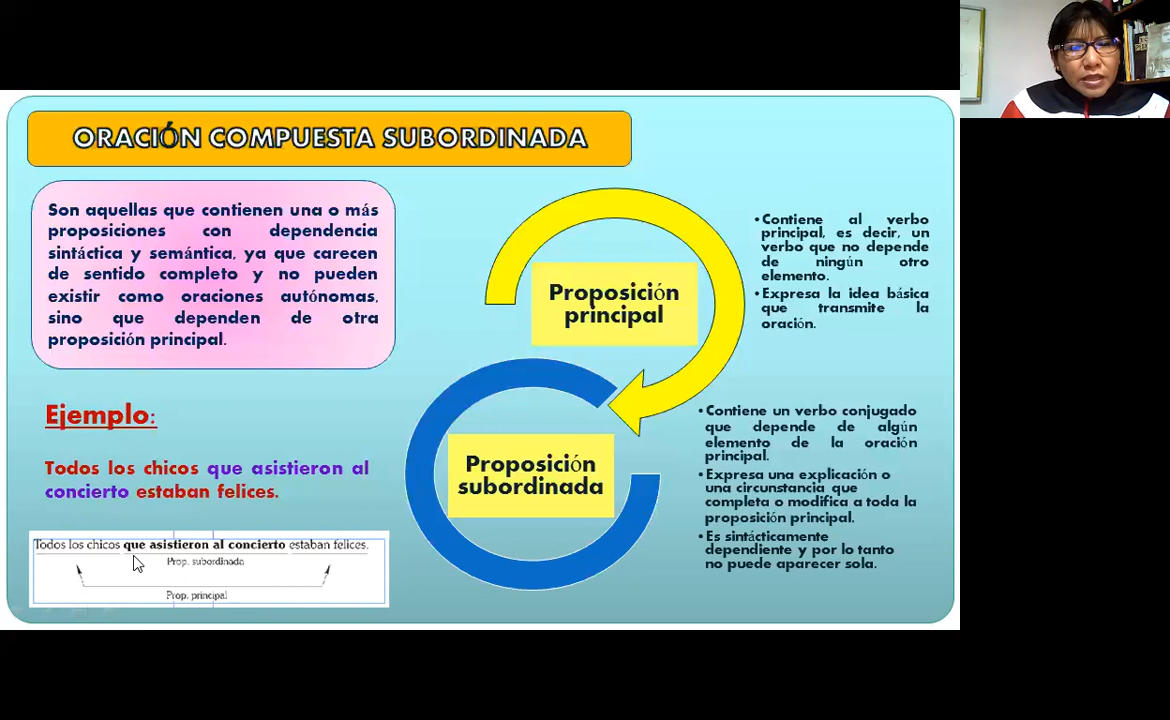 ORACIÓN COMPUESTA SUBORDINADA
Son aquellas que contienen una o más
proposiciones con dependencia
sintáctica y semántica, ya que carecen
de sentido completo y no pueden
existir como oraciones autónomas,
sino que dependen de otra
proposición principal.
Ejemplo:
Todos los chicos que asistieron al
concierto estaban felices.
Todos los chicos que asistieron al concierto estaban felices.
Prop. subordinada
Prop. principal
Proposición
principal
•Contiene al verbo
principal, es decir, un
verbo que no depende
de ningún otro
elemento.
•Expresa la idea básica
que transmite la
oración.
Proposición
subordinada
•Contiene un verbo conjugado
que depende de algún
elemento de la oración
principal.
•Expresa una explicación o
una circunstancia que
completa o modifica a toda la
proposición principal.
•Es sintácticamente
dependiente y por lo tanto
no puede aparecer sola.